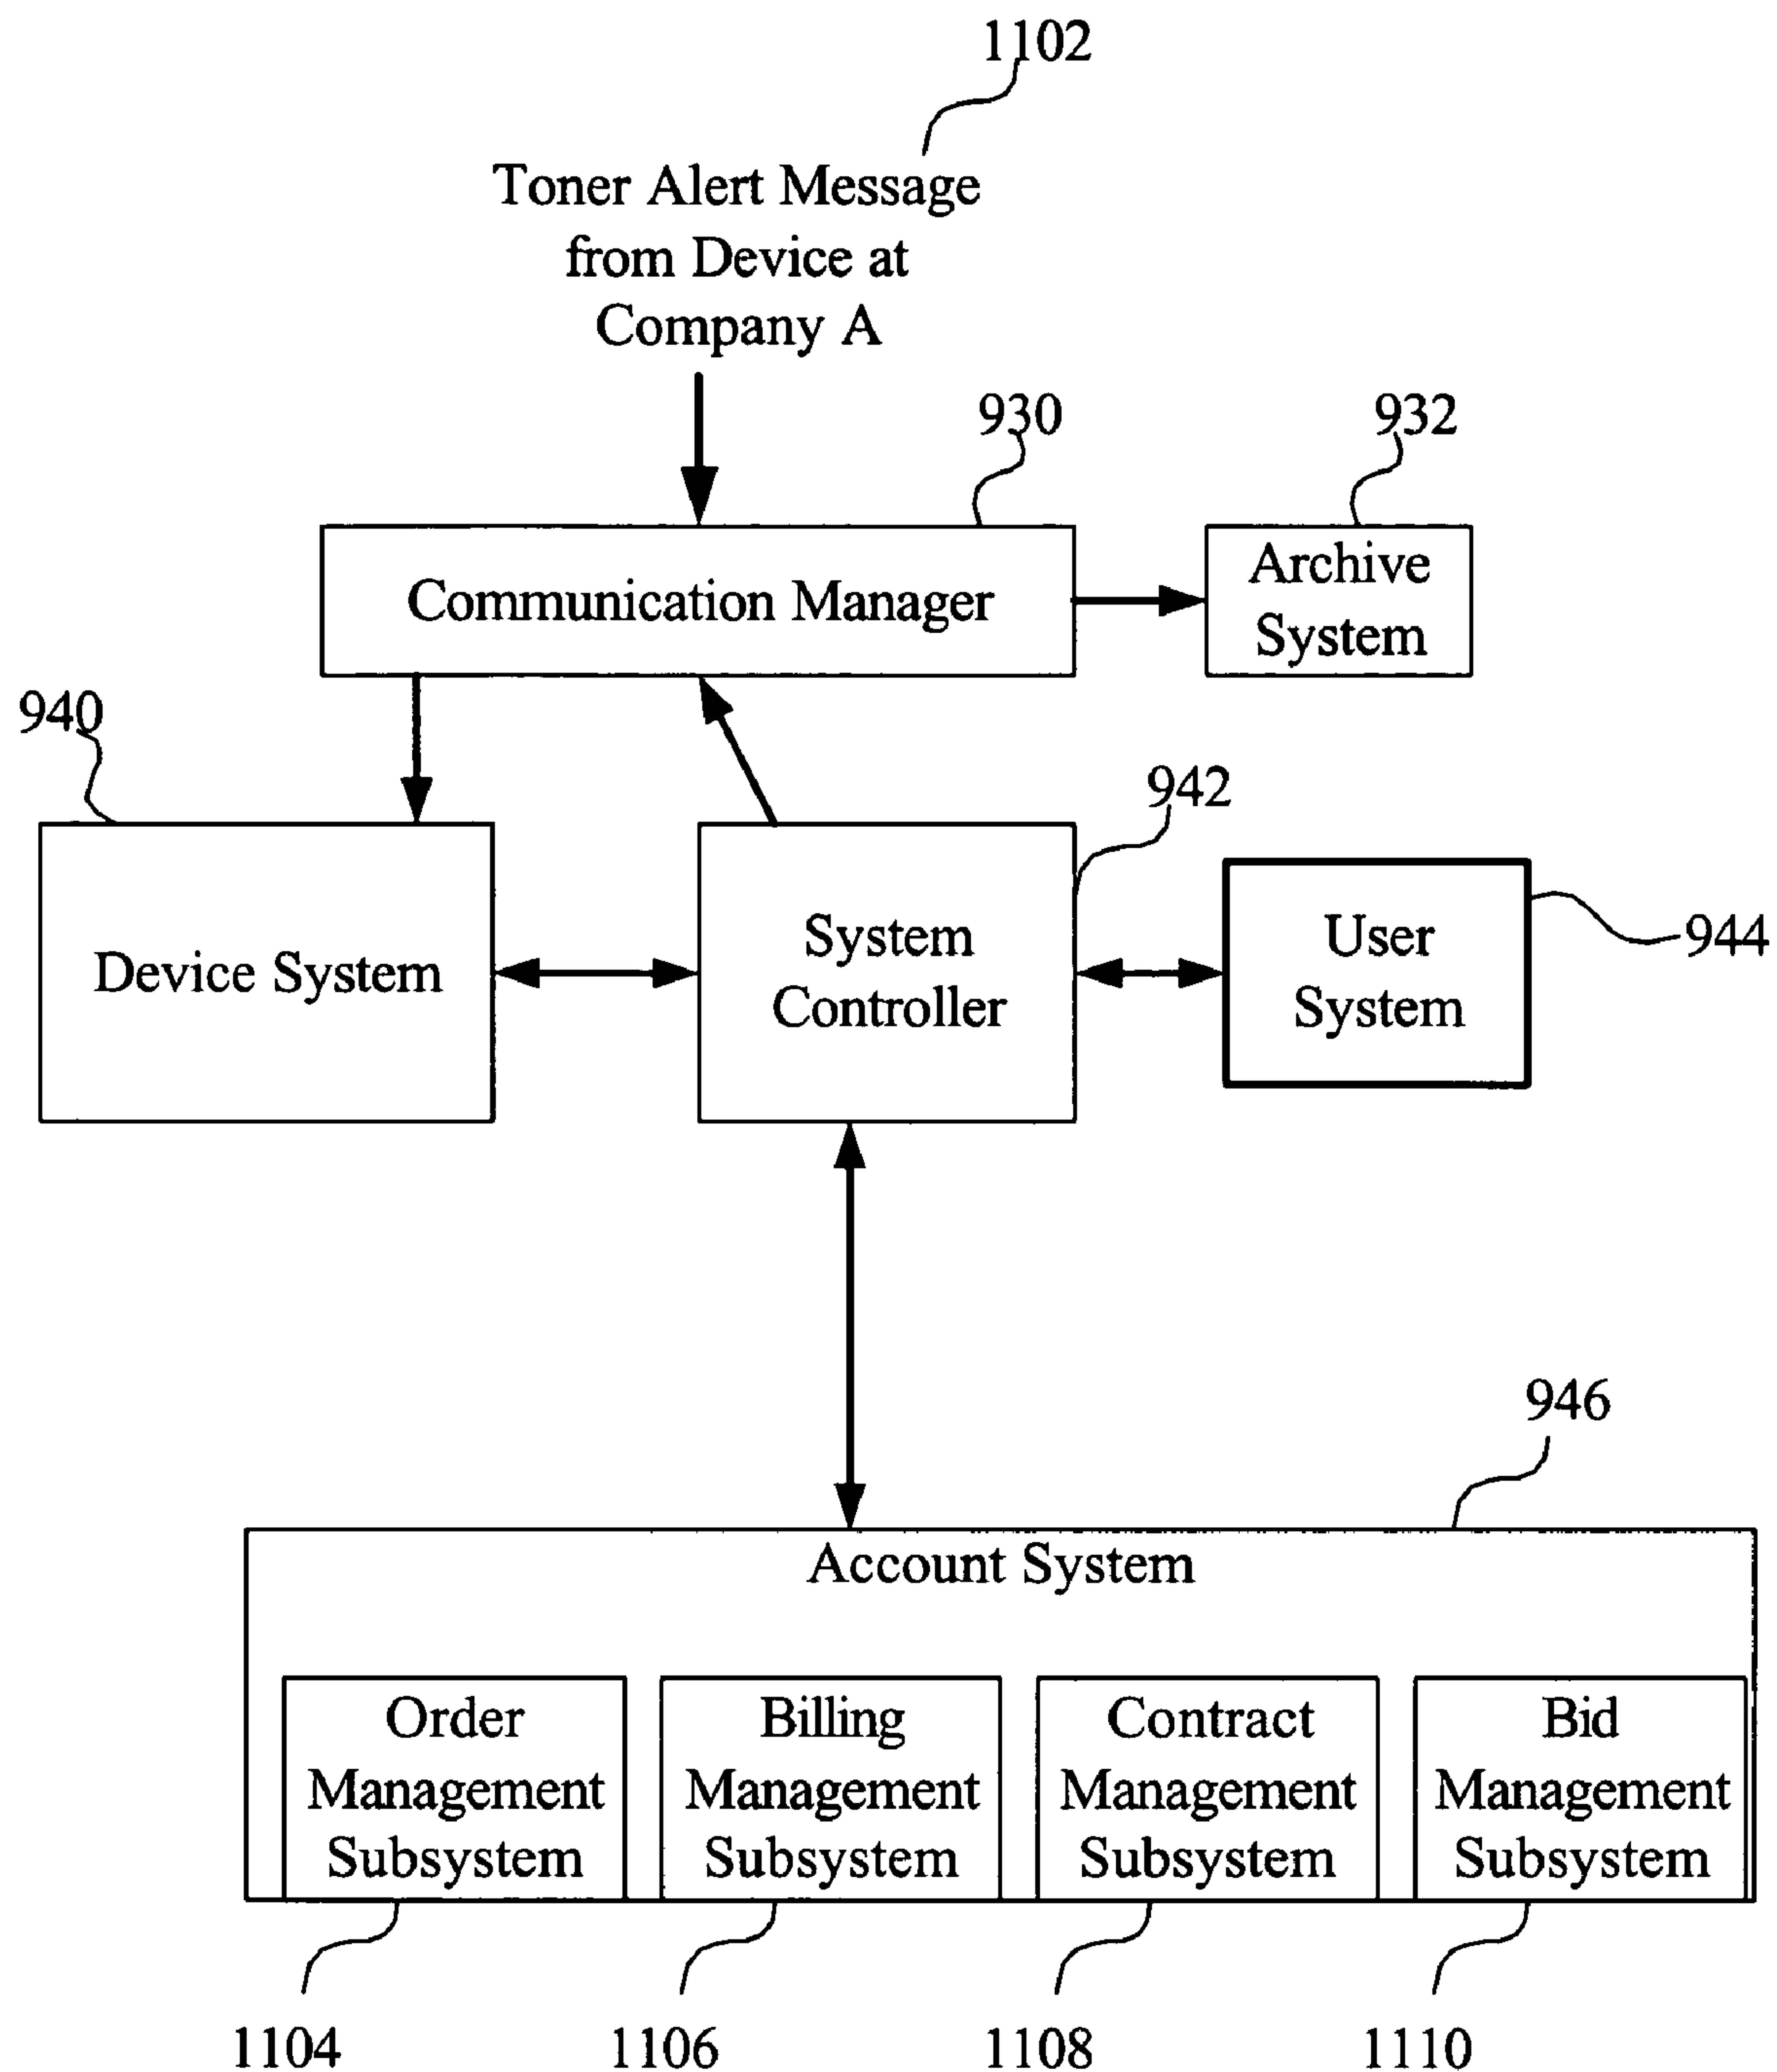 1102
Toner Alert Message
from Device at
Company A
930
932
Communication Manager
Archive
System
940
942
Device System
System
Controller
User
System
944
946
Account System
Order
Management
Subsystem
Billing
Management
Subsystem
Contract
Management
Subsystem
Bid
Management
Subsystem
1104
1106
1108
1110